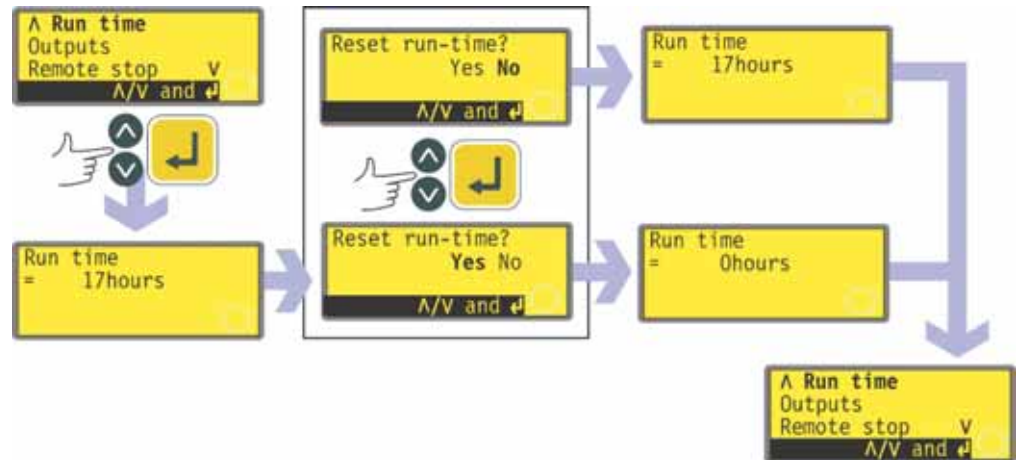 Λ Run time
Outputs
Remote stop V
Λ/V and ↲
Run time
= 17hours
Reset run-time?
Yes No
Λ/V and ↲
Reset run-time?
Yes No
Λ/V and ↲
Run time
= 17hours
Run time
= 0hours
Λ Run time
Outputs
Remote stop V
Λ/V and ↲